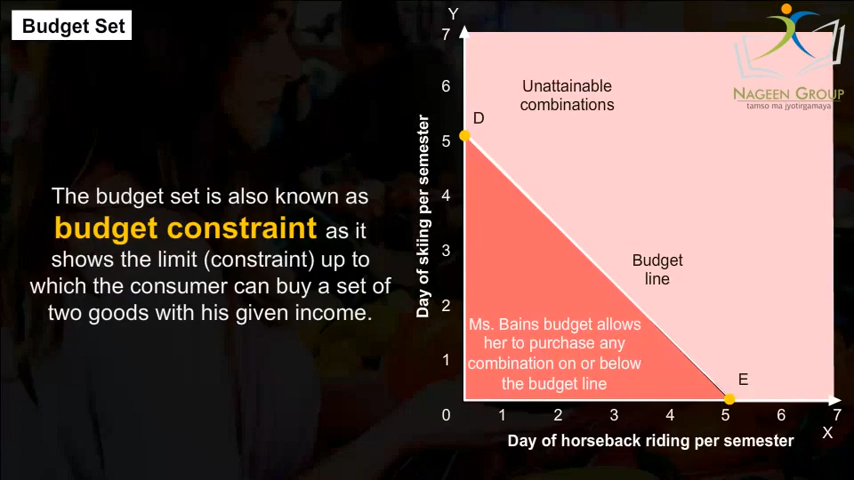 Budget Set
The budget set is also known as
budget constraint as it
shows the limit (constraint) up to
which the consumer can buy a set of
two goods with his given income.
Y
7
6
5
4
3
2
1
0
Day of skiing per semester
D
Unattainable
combinations
Budget
line
Ms. Bains budget allows
her to purchase any
combination on or below
the budget line
E
1 2 3 4 5 6 7
X
Day of horseback riding per semester
NAGEEN GROUP
tamso ma jyotirgamaya